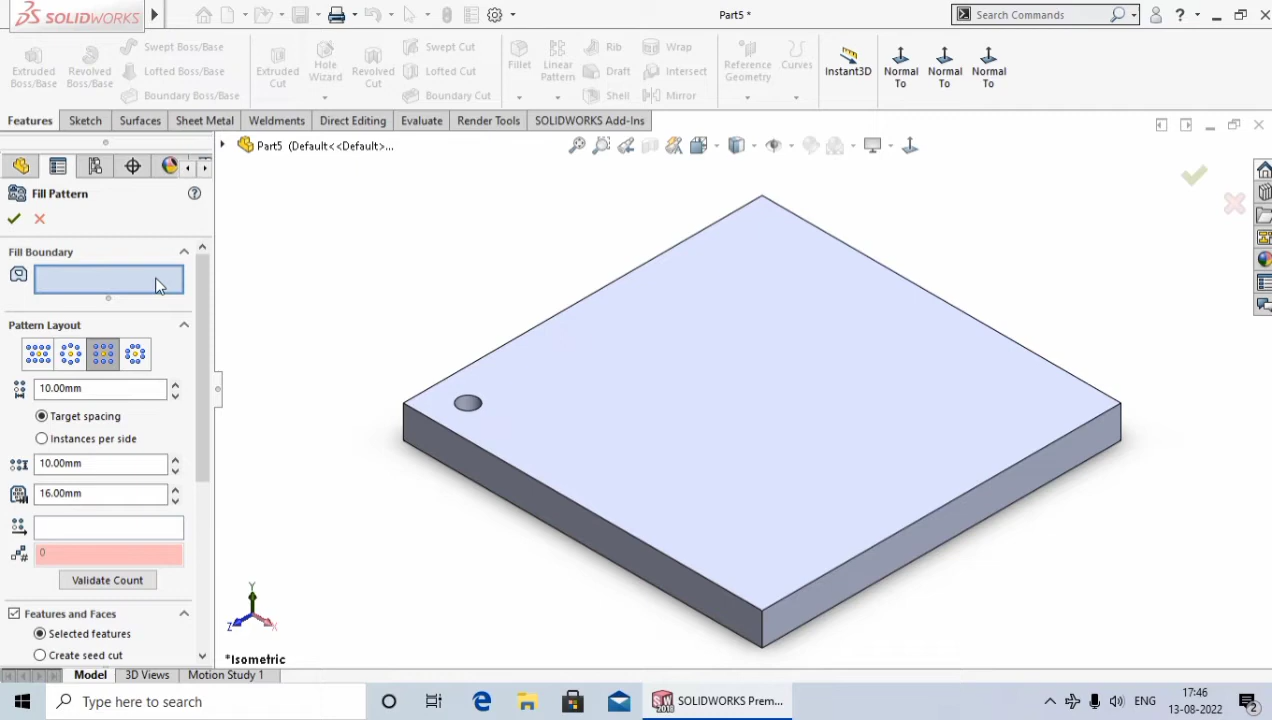 SOLIDWORKS
Part5 *
Search Commands
Extruded Boss/Base
Revolved Boss/Base
Swept Boss/Base
Lofted Boss/Base
Boundary Boss/Base
Extruded Cut
Hole Wizard
Revolved Cut
Swept Cut
Lofted Cut
Boundary Cut
Fillet
Linear Pattern
Rib
Draft
Shell
Wrap
Intersect
Mirror
Reference Geometry
Curves
Instant3D
Normal To
Normal To
Normal To
Features
Sketch
Surfaces
Sheet Metal
Weldments
Direct Editing
Evaluate
Render Tools
SOLIDWORKS Add-Ins
Part5 (Default<<Default>...
Fill Pattern
Fill Boundary
Pattern Layout
10.00mm
Target spacing
Instances per side
10.00mm
16.00mm
0
Validate Count
Features and Faces
Selected features
Create seed cut
Y
Z
X
*Isometric
Model
3D Views
Motion Study 1
Type here to search
SW
2018
SOLIDWORKS Prem...
ENG
17:46
13-08-2022
2